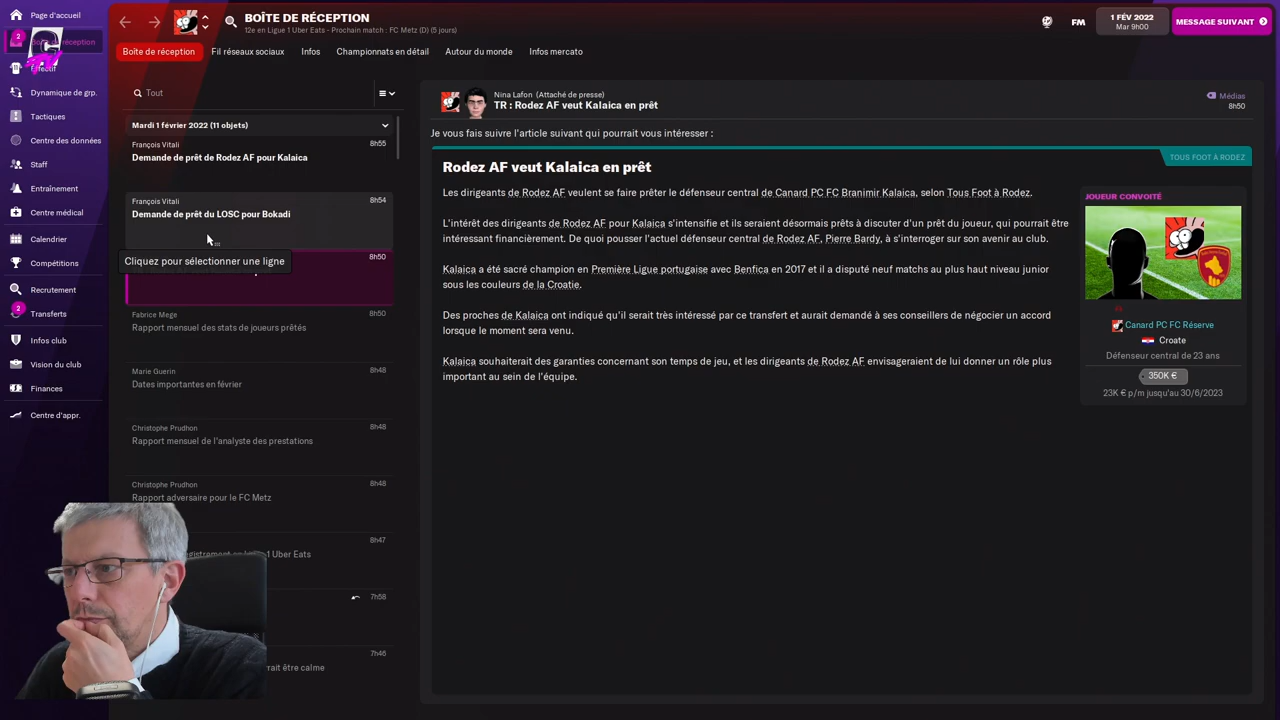 Page d'accueil
2
Boîte de réception
Effectif
Dynamique de grp.
Tactiques
Centre des données
Staff
Entraînement
Centre médical
Calendrier
Compétitions
Recrutement
2
Transferts
Infos club
Vision du club
Finances
Centre d'appr.
BOÎTE DE RÉCEPTION
12e en Ligue 1 Uber Eats - Prochain match : FC Metz (D) (5 jours)
FM
1 FÉV 2022
Mar 9h00
MESSAGE SUIVANT
Boîte de réception
Fil réseaux sociaux
Infos
Championnats en détail
Autour du monde
Infos mercato
Tout
Mardi 1 février 2022 (11 objets)
François Vitali
8h55
Demande de prêt de Rodez AF pour Kalaica
François Vitali
8h54
Demande de prêt du LOSC pour Bokadi
Cliquez pour sélectionner une ligne
8h50
Fabrice Mege
8h50
Rapport mensuel des stats de joueurs prêtés
Marie Guerin
8h48
Dates importantes en février
Christophe Prudhon
8h48
Rapport mensuel de l'analyste des prestations
Christophe Prudhon
8h48
Rapport adversaire pour le FC Metz
8h47
Ligue 1 Uber Eats
7h58
7h46
être calme
Nina Lafon (Attaché de presse)
TR : Rodez AF veut Kalaica en prêt
Médias
8h50
Je vous fais suivre l'article suivant qui pourrait vous intéresser :
TOUS FOOT À RODEZ
Rodez AF veut Kalaica en prêt
Les dirigeants de Rodez AF veulent se faire prêter le défenseur central de Canard PC FC Branimir Kalaica, selon Tous Foot à Rodez.
L'intérêt des dirigeants de Rodez AF pour Kalaica s'intensifie et ils seraient désormais prêts à discuter d'un prêt du joueur, qui pourrait être
intéressant financièrement. De quoi pousser l'actuel défenseur central de Rodez AF, Pierre Bardy, à s'interroger sur son avenir au club.
Kalaica a été sacré champion en Première Ligue portugaise avec Benfica en 2017 et il a disputé neuf matchs au plus haut niveau junior
sous les couleurs de la Croatie.
Des proches de Kalaica ont indiqué qu'il serait très intéressé par ce transfert et aurait demandé à ses conseillers de négocier un accord
lorsque le moment sera venu.
Kalaica souhaiterait des garanties concernant son temps de jeu, et les dirigeants de Rodez AF envisageraient de lui donner un rôle plus
important au sein de l'équipe.
JOUEUR CONVOITÉ
Canard PC FC Réserve
Croate
Défenseur central de 23 ans
350K €
23K € p/m jusqu'au 30/6/2023